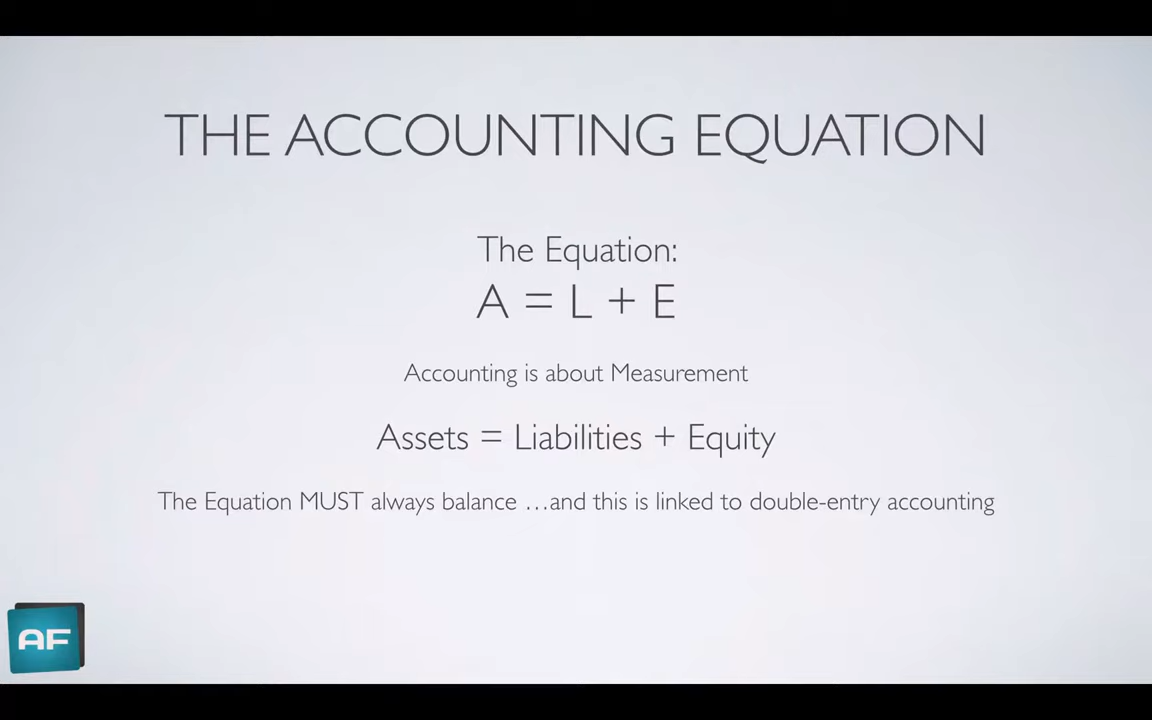 THE ACCOUNTING EQUATION
The Equation:
A = L + E
Accounting is about Measurement
Assets = Liabilities + Equity
The Equation MUST always balance …and this is linked to double-entry accounting
AF